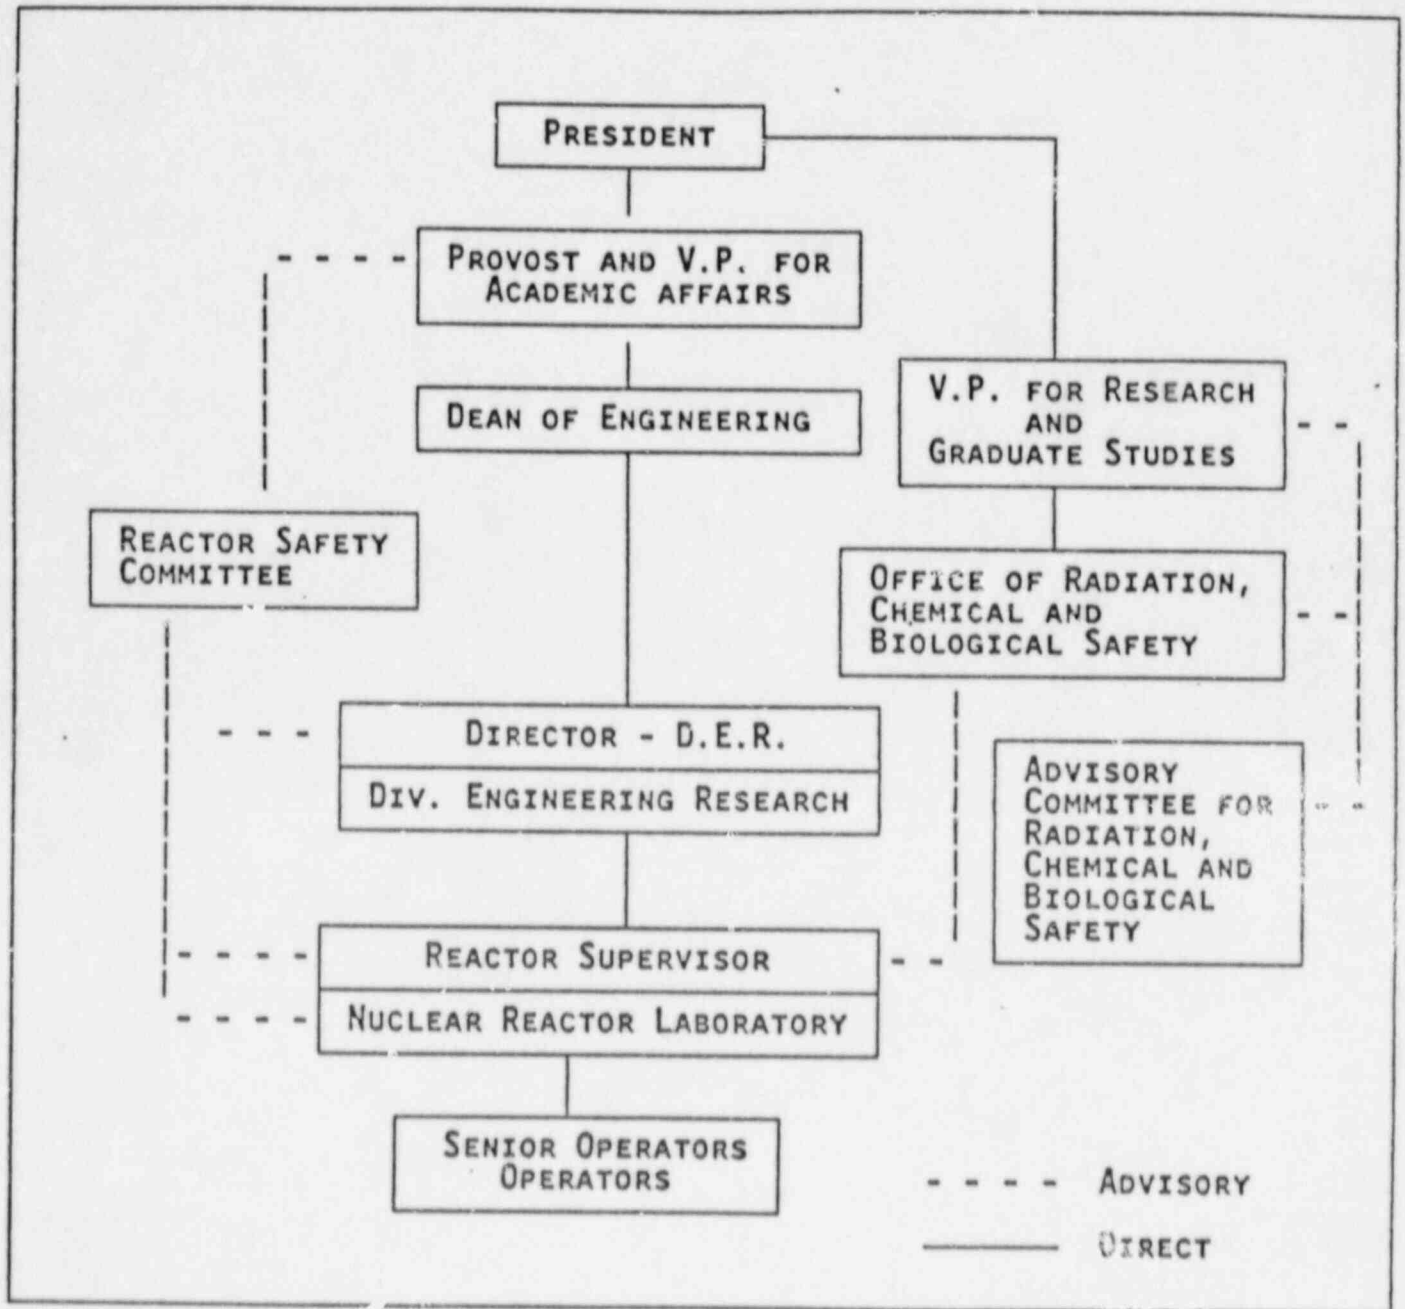 PRESIDENT
PROVOST AND V.P. FOR
ACADEMIC AFFAIRS
DEAN OF ENGINEERING
V.P. FOR RESEARCH
AND
GRADUATE STUDIES
REACTOR SAFETY
COMMITTEE
OFFICE OF RADIATION,
CHEMICAL AND
BIOLOGICAL SAFETY
DIRECTOR - D.E.R.
DIV. ENGINEERING RESEARCH
ADVISORY
COMMITTEE FOR
RADIATION,
CHEMICAL AND
BIOLOGICAL
SAFETY
REACTOR SUPERVISOR
NUCLEAR REACTOR LABORATORY
SENIOR OPERATORS
OPERATORS
ADVISORY
DIRECT